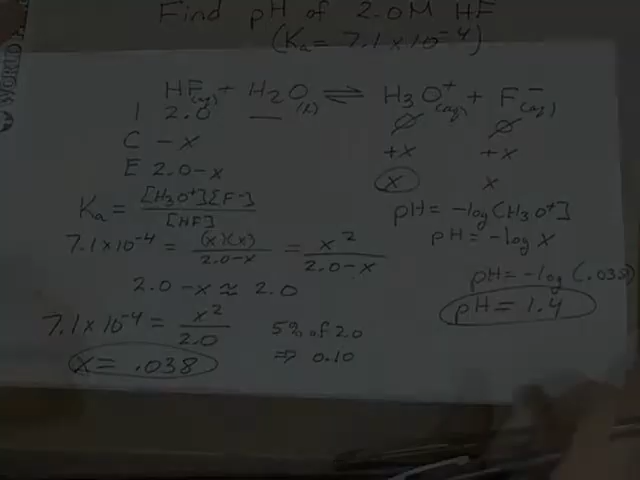 Find pH of 2.0M HF
(Ka = 7.1×10⁻⁴)
WORLD
HF(aq) + H₂O(l) ⇌ H₃O⁺(aq) + F⁻(aq)
I 2.0 — ∅ ∅
C -x +x +x
E 2.0-x x x
Ka = [H₃O⁺][F⁻] / [HF]
7.1×10⁻⁴ = (x)(x) / 2.0-x = x² / 2.0-x
2.0-x ≈ 2.0
7.1×10⁻⁴ = x² / 2.0
x = .038
5% of 2.0
⇒ 0.10
pH = -log[H₃O⁺]
pH = -log x
pH = -log(.038)
pH = 1.4